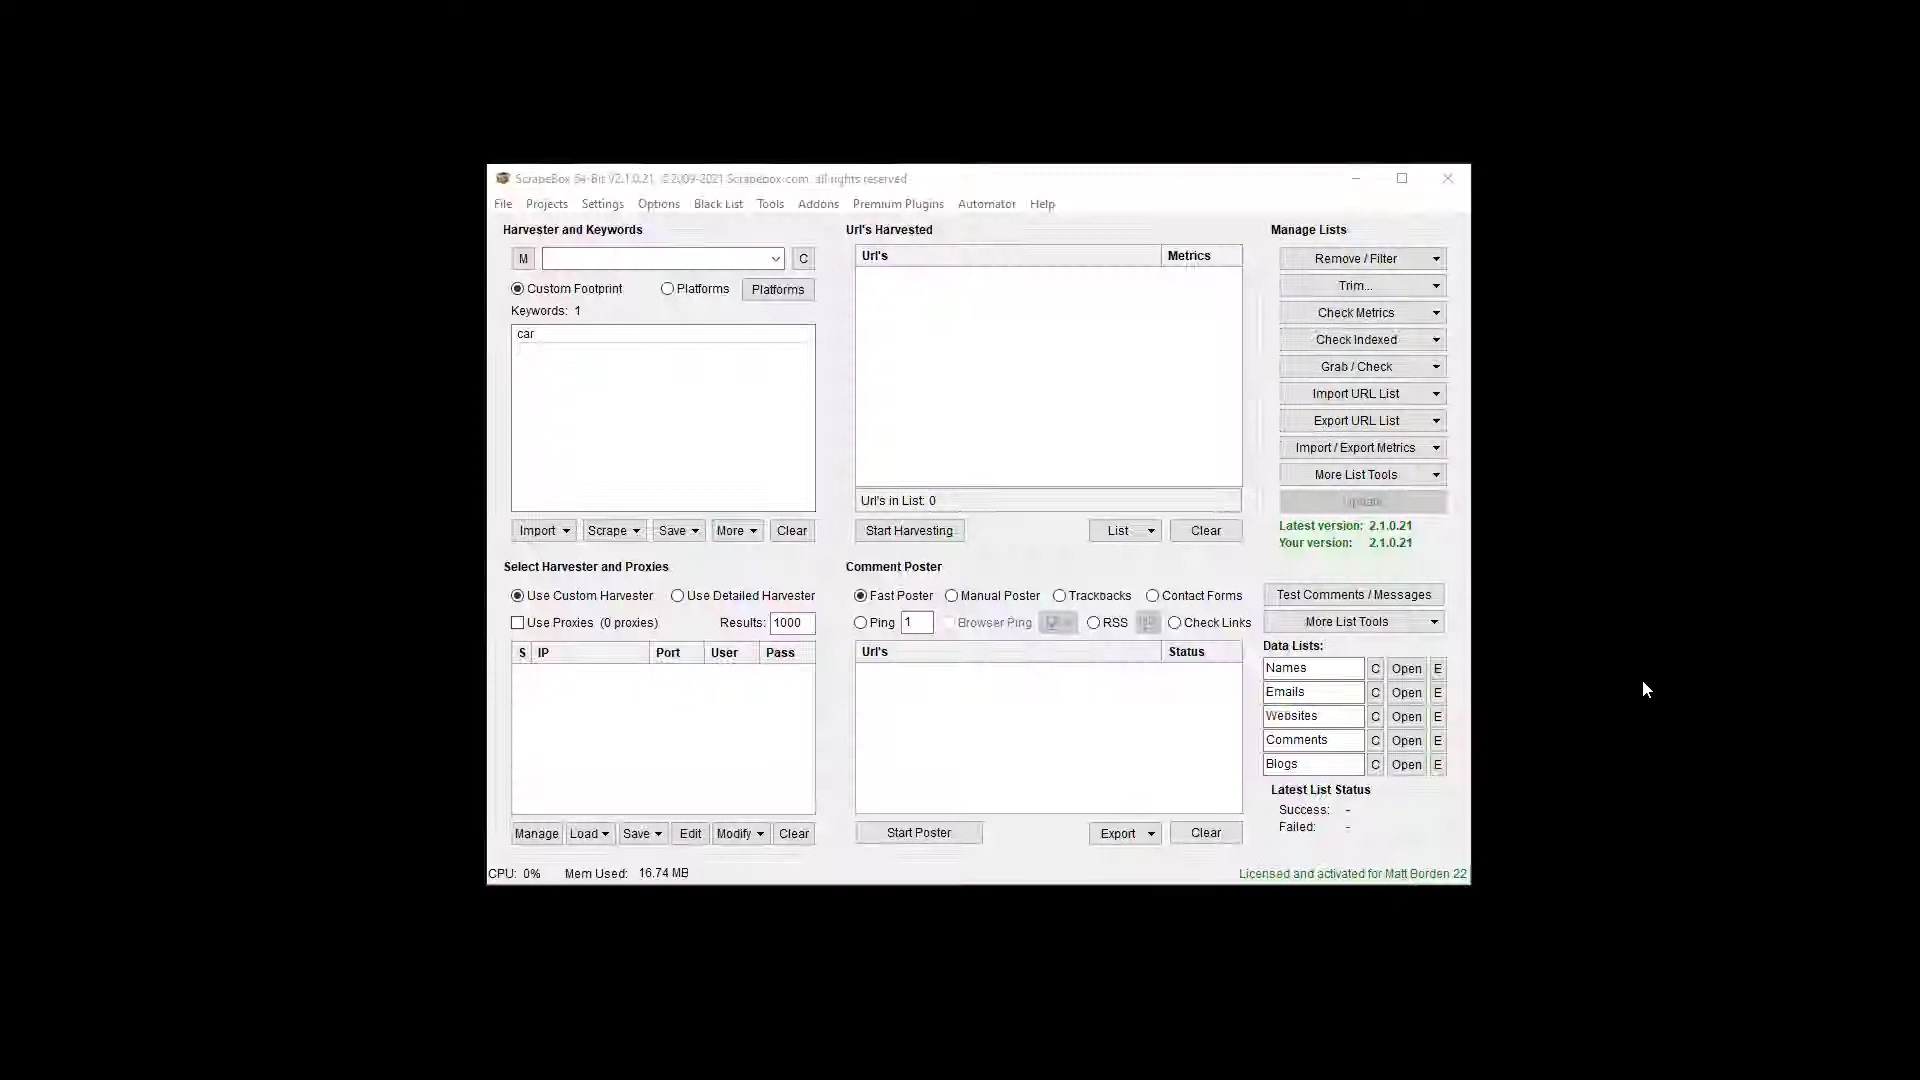 ScrapeBox 64-Bit V2.1.0.21 ©2009-2021 Scrapebox.com all rights reserved
File Projects Settings Options Black List Tools Addons Premium Plugins Automator Help
Harvester and Keywords
M C
Custom Footprint Platforms Platforms
Keywords: 1
car
Import Scrape Save More Clear
Url's Harvested
Url's Metrics
Url's in List: 0
Start Harvesting List Clear
Manage Lists
Remove / Filter
Trim...
Check Metrics
Check Indexed
Grab / Check
Import URL List
Export URL List
Import / Export Metrics
More List Tools
Update
Latest version: 2.1.0.21
Your version: 2.1.0.21
Select Harvester and Proxies
Use Custom Harvester Use Detailed Harvester
Use Proxies (0 proxies) Results: 1000
S IP Port User Pass
Manage Load Save Edit Modify Clear
Comment Poster
Fast Poster Manual Poster Trackbacks Contact Forms
Ping 1 Browser Ping RSS Check Links
Url's Status
Start Poster Export Clear
Test Comments / Messages
More List Tools
Data Lists:
Names C Open E
Emails C Open E
Websites C Open E
Comments C Open E
Blogs C Open E
Latest List Status
Success: -
Failed: -
CPU: 0% Mem Used: 16.74 MB
Licensed and activated for Matt Borden 22